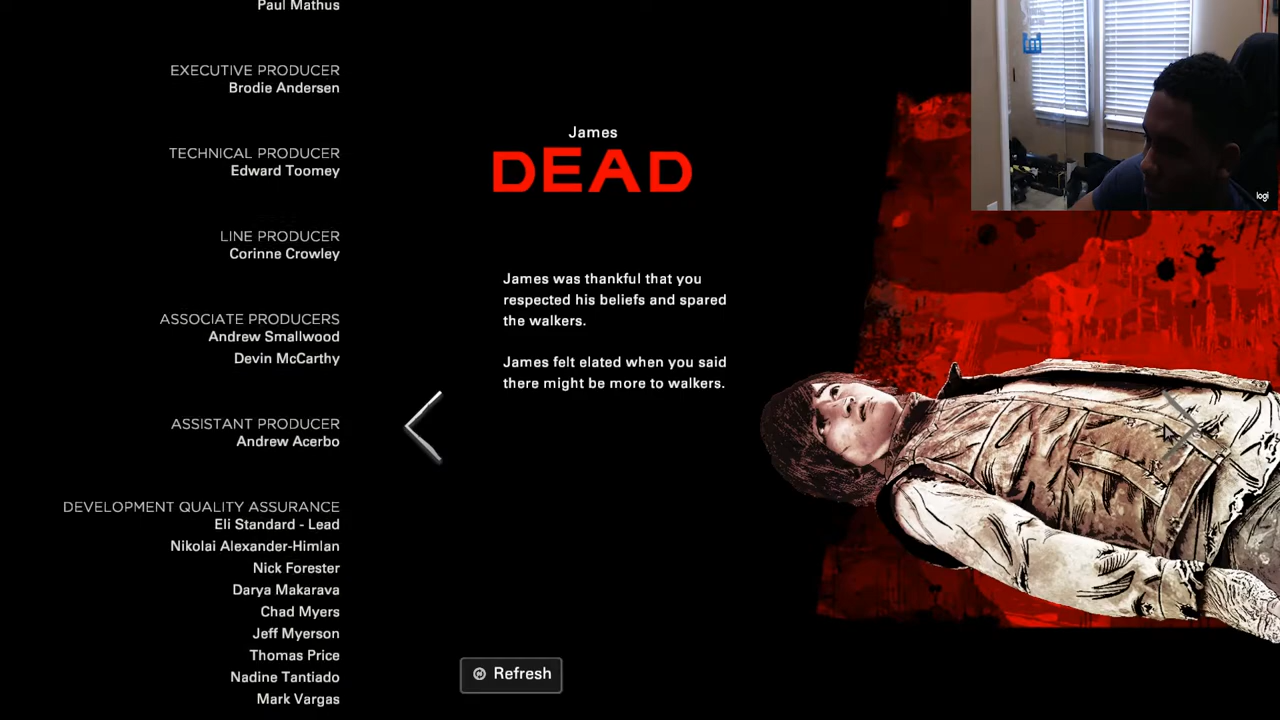 Paul Mathus
EXECUTIVE PRODUCER
Brodie Andersen
TECHNICAL PRODUCER
Edward Toomey
LINE PRODUCER
Corinne Crowley
ASSOCIATE PRODUCERS
Andrew Smallwood
Devin McCarthy
ASSISTANT PRODUCER
Andrew Acerbo
DEVELOPMENT QUALITY ASSURANCE
Eli Standard - Lead
Nikolai Alexander-Himlan
Nick Forester
Darya Makarava
Chad Myers
Jeff Myerson
Thomas Price
Nadine Tantiado
Mark Vargas
James
DEAD
James was thankful that you
respected his beliefs and spared
the walkers.
James felt elated when you said
there might be more to walkers.
Refresh
logi